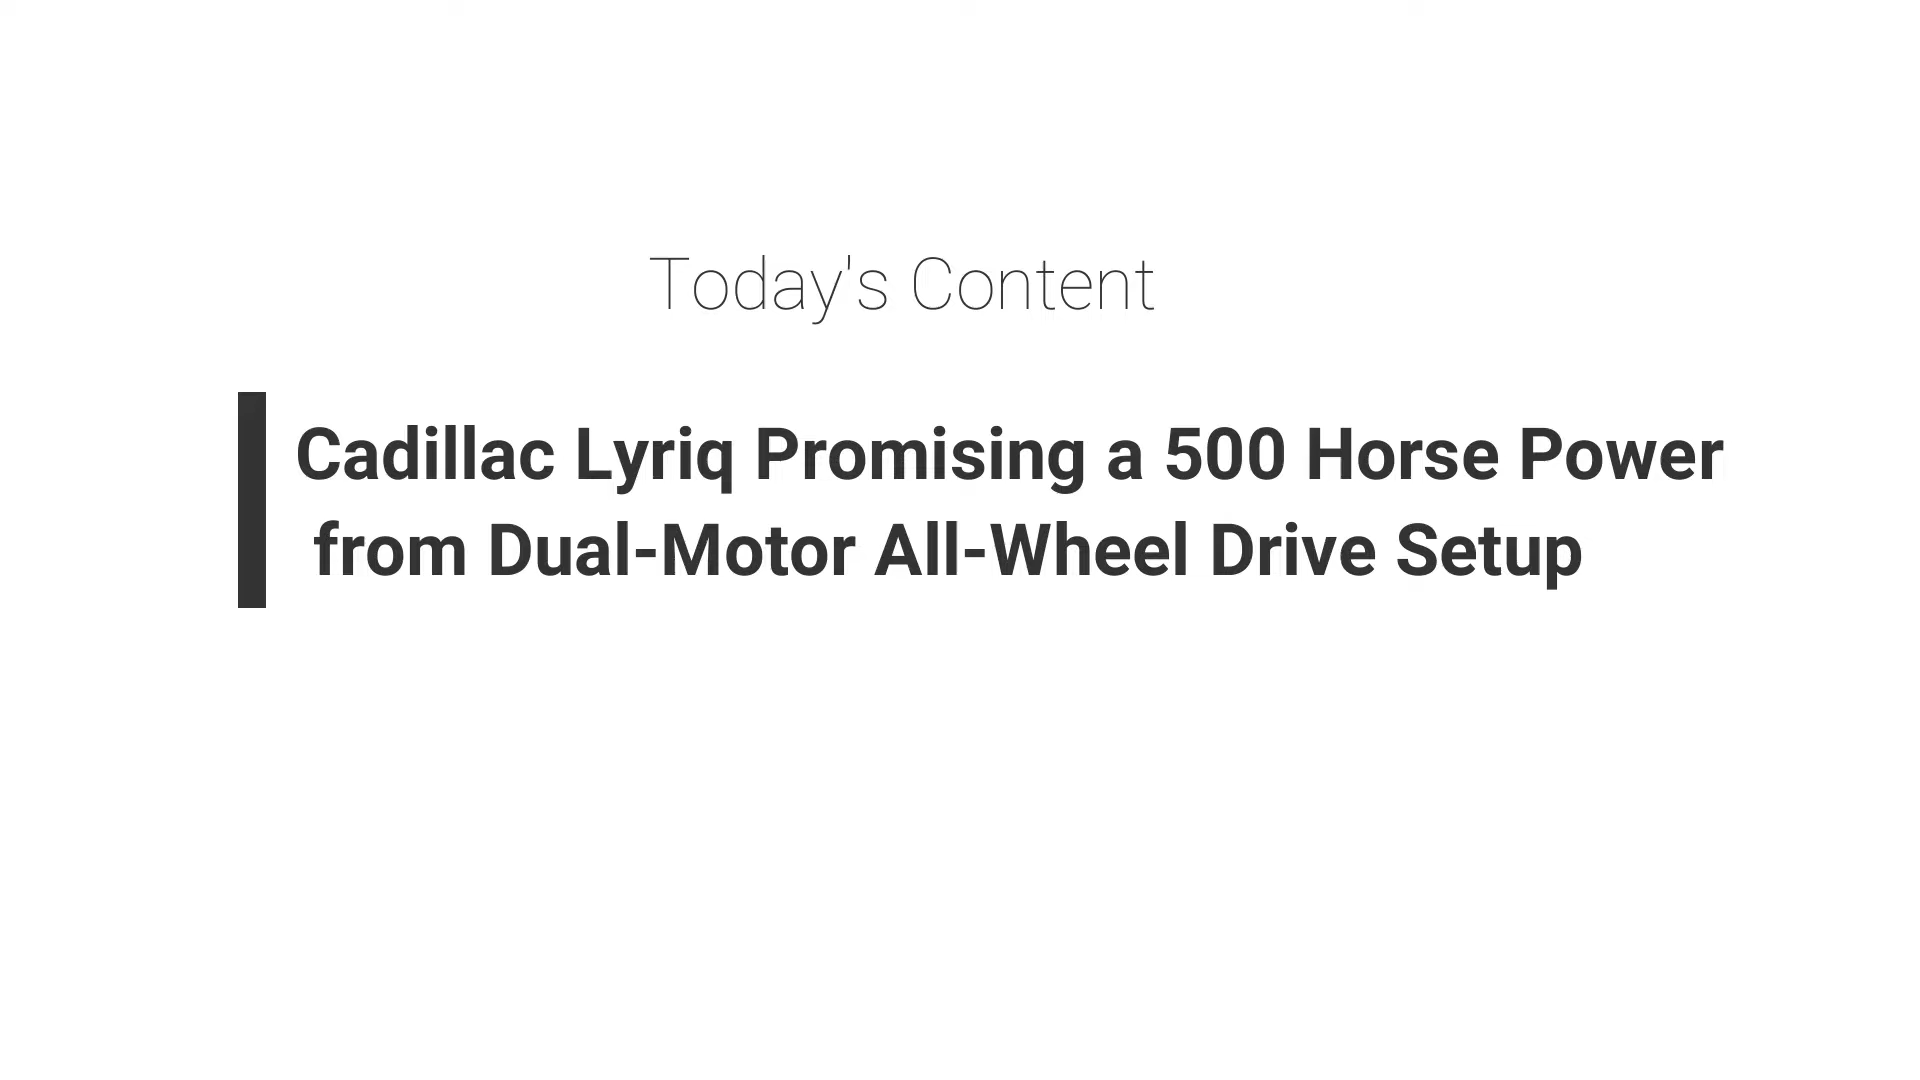 Today's Content
Cadillac Lyriq Promising a 500 Horse Power
from Dual-Motor All-Wheel Drive Setup